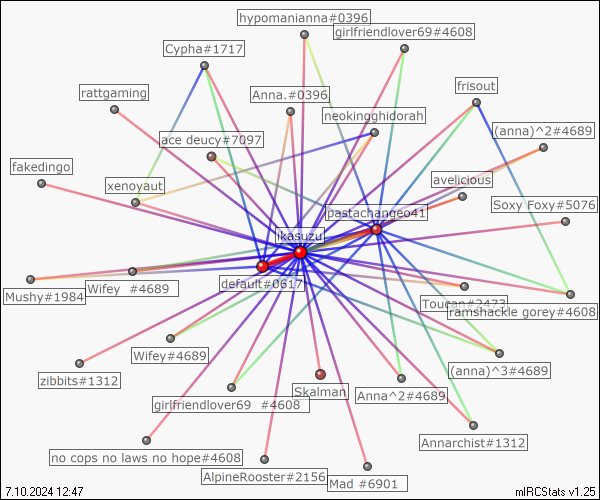 hypomanianna#0396
girlfriendlover69#4608
Cypha#1717
frisout
rattgaming
Anna.#0396
neokingghidorah
(anna)^2#4689
ace deucy#7097
fakedingo
avelicious
xenoyaut
Soxy Foxy#5076
pastachangeo41
ikasuzu
default#0617
Mushy#1984
Wifey #4689
Toucan#2473
ramshackle gorey#4608
Wifey#4689
(anna)^3#4689
zibbits#1312
Skalman
Anna^2#4689
girlfriendlover69 #4608
Annarchist#1312
no cops no laws no hope#4608
AlpineRooster#2156
Mad #6901
7.10.2024 12:47
mIRCStats v1.25